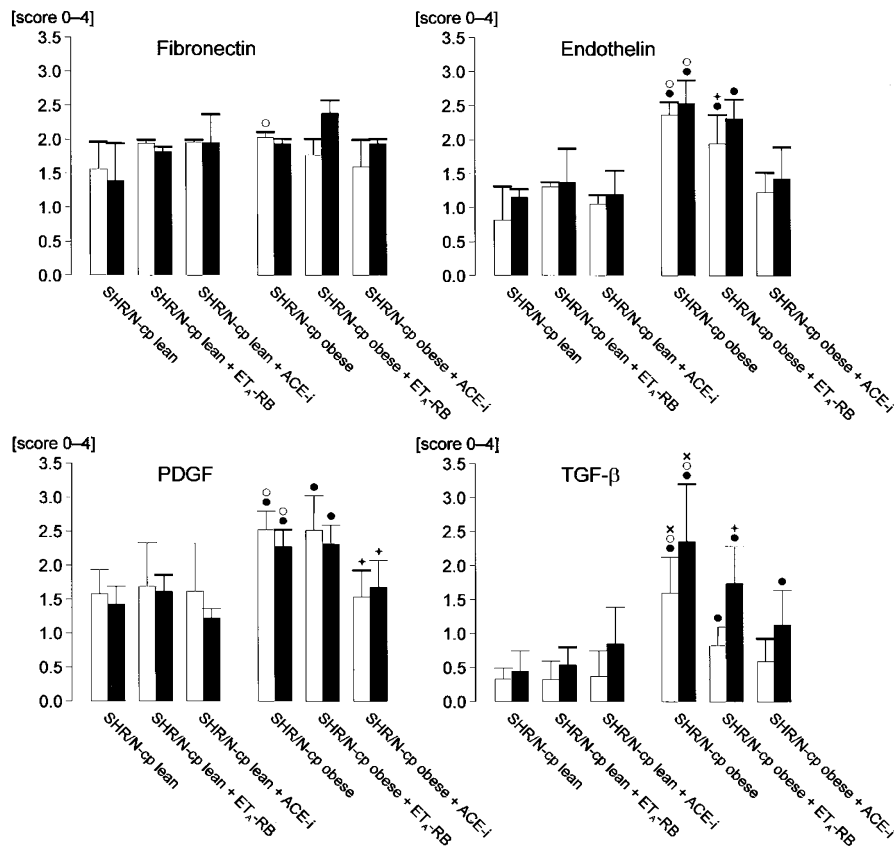 [score 0–4]
Fibronectin
3.5
3.0
2.5
2.0
1.5
1.0
0.5
0.0
SHR/N-cp lean
SHR/N-cp lean + ET_A-RB
SHR/N-cp lean + ACE-i
SHR/N-cp obese
SHR/N-cp obese + ET_A-RB
SHR/N-cp obese + ACE-i
[score 0–4]
Endothelin
3.5
3.0
2.5
2.0
1.5
1.0
0.5
0.0
SHR/N-cp lean
SHR/N-cp lean + ET_A-RB
SHR/N-cp lean + ACE-i
SHR/N-cp obese
SHR/N-cp obese + ET_A-RB
SHR/N-cp obese + ACE-i
[score 0–4]
PDGF
3.5
3.0
2.5
2.0
1.5
1.0
0.5
0.0
SHR/N-cp lean
SHR/N-cp lean + ET_A-RB
SHR/N-cp lean + ACE-i
SHR/N-cp obese
SHR/N-cp obese + ET_A-RB
SHR/N-cp obese + ACE-i
[score 0–4]
TGF-β
3.5
3.0
2.5
2.0
1.5
1.0
0.5
0.0
SHR/N-cp lean
SHR/N-cp lean + ET_A-RB
SHR/N-cp lean + ACE-i
SHR/N-cp obese
SHR/N-cp obese + ET_A-RB
SHR/N-cp obese + ACE-i